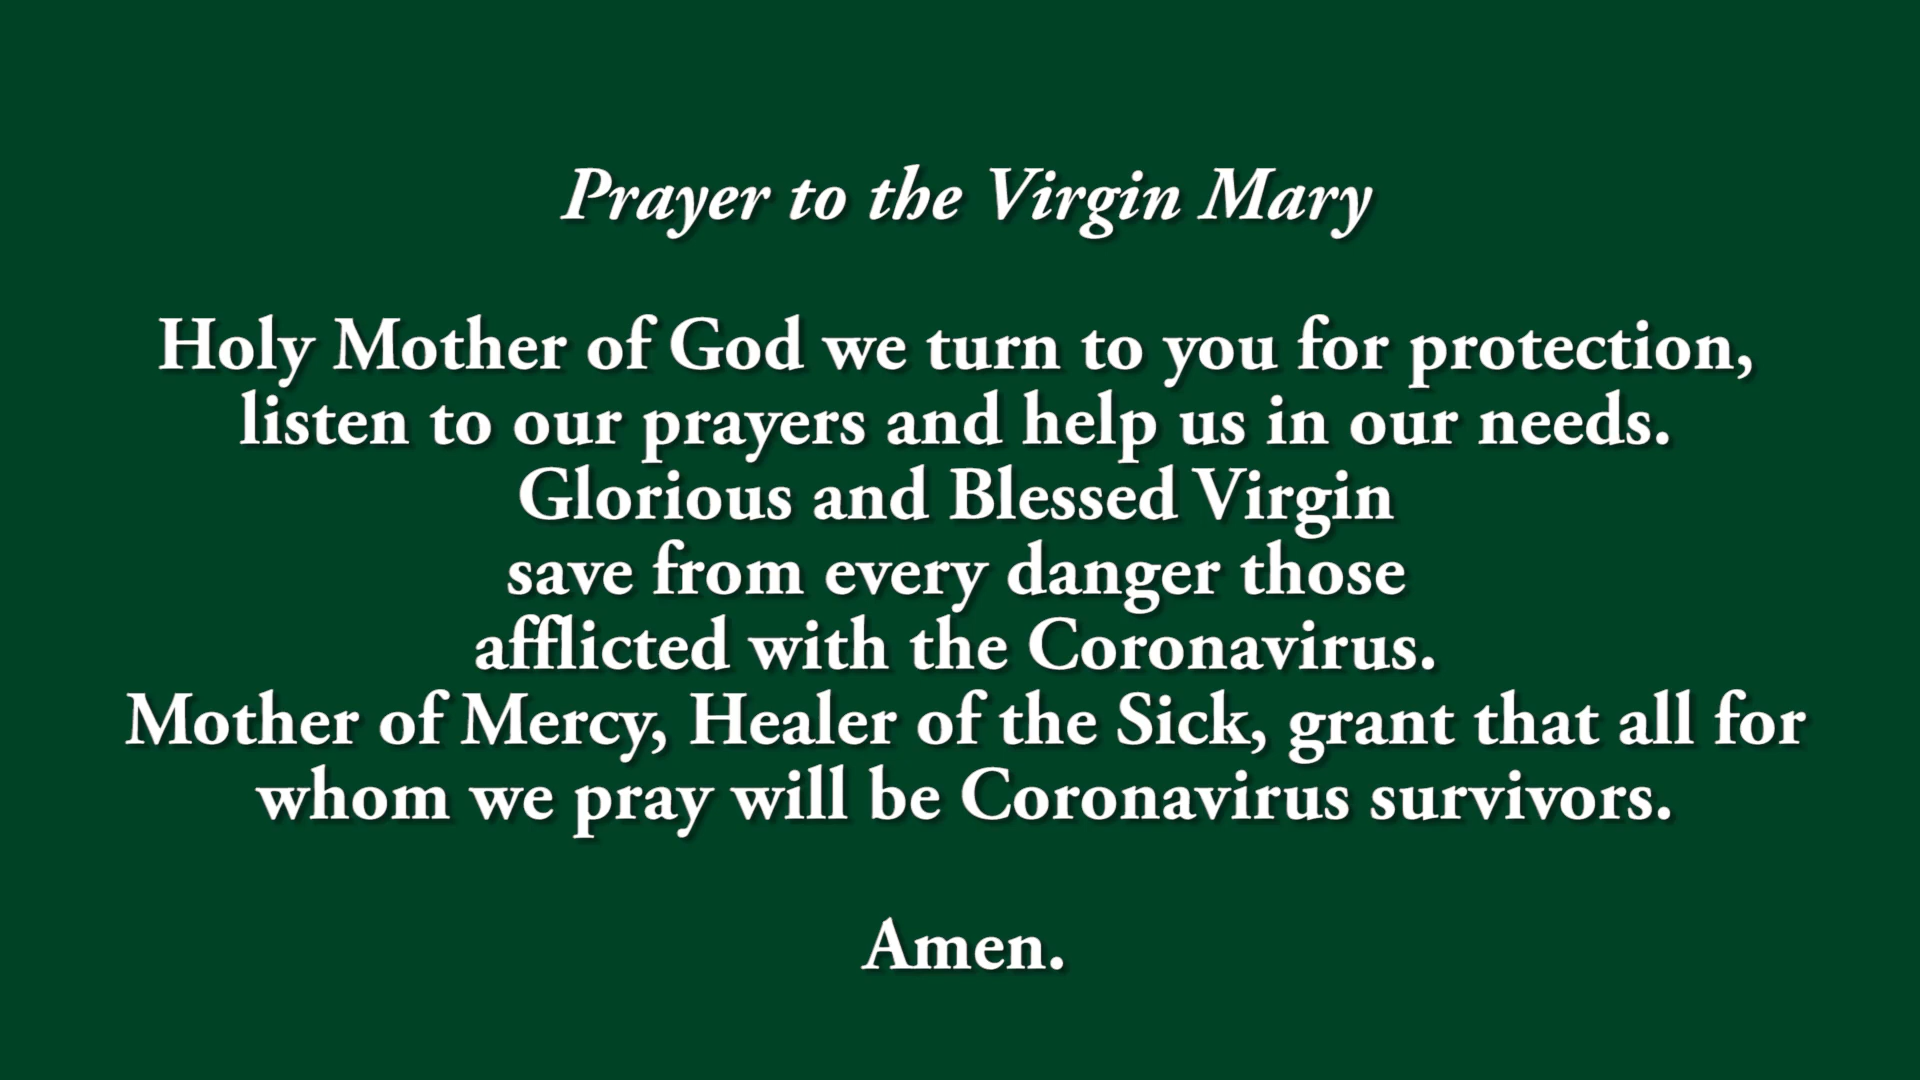 Prayer to the Virgin Mary
Holy Mother of God we turn to you for protection,
listen to our prayers and help us in our needs.
Glorious and Blessed Virgin
save from every danger those
afflicted with the Coronavirus.
Mother of Mercy, Healer of the Sick, grant that all for
whom we pray will be Coronavirus survivors.
Amen.